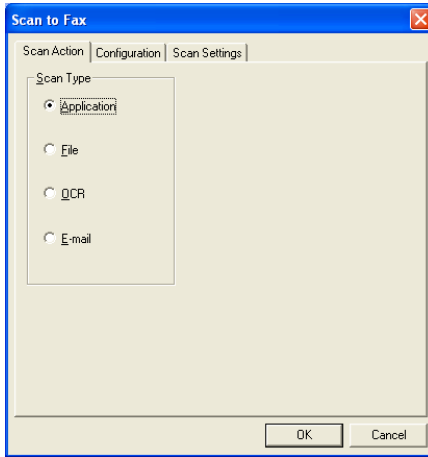 Scan to Fax
Scan Action Configuration Scan Settings
Scan Type
Application
File
OCR
E-mail
OK Cancel